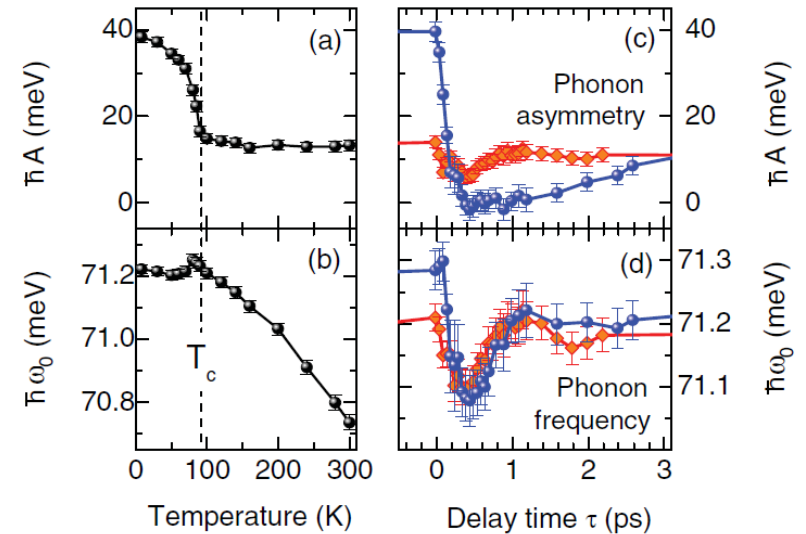 (a)
(c)
40
20
0
ħ A (meV)
Phonon
asymmetry
40
20
0
ħ A (meV)
(b)
(d)
71.2
71.0
70.8
ħω₀ (meV)
T_c
Phonon
frequency
71.3
71.2
71.1
ħω₀ (meV)
0 100 200 300
0 1 2 3
Temperature (K)
Delay time τ (ps)